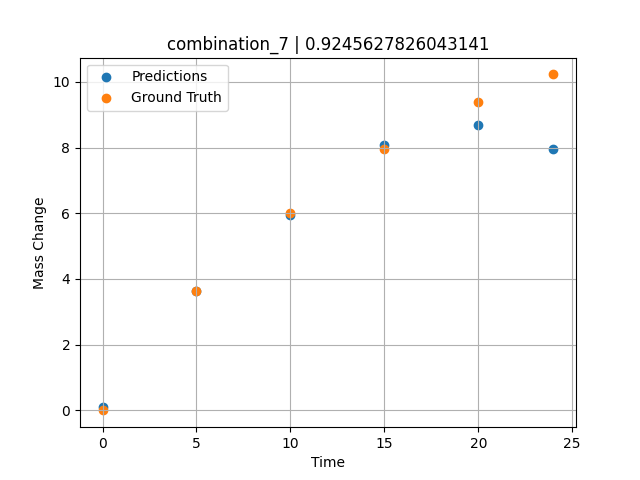 combination_7 | 0.9245627826043141
Predictions
Ground Truth
10
8
6
4
2
0
Mass Change
0 5 10 15 20 25
Time